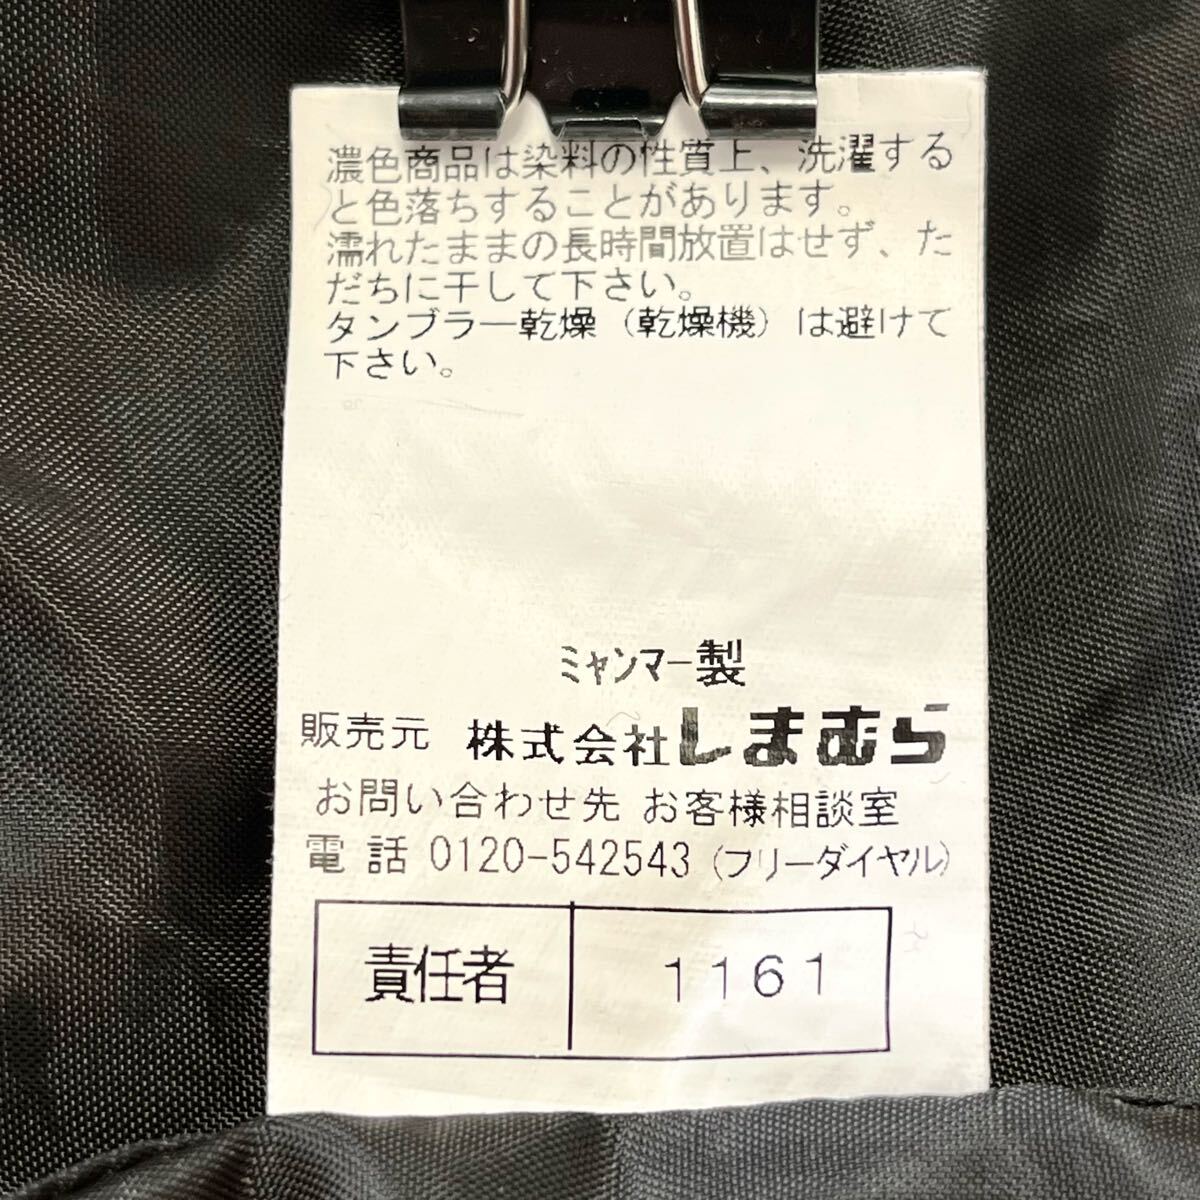 濃色商品は染料の性質上、洗濯する
と色落ちすることがあります。
濡れたままの長時間放置はせず、た
だちに干して下さい。
タンブラー乾燥（乾燥機）は避けて
下さい。
ミャンマー製
販売元 株式会社しまむら
お問い合わせ先 お客様相談室
電話 0120-542543（フリーダイヤル）
責任者 1161